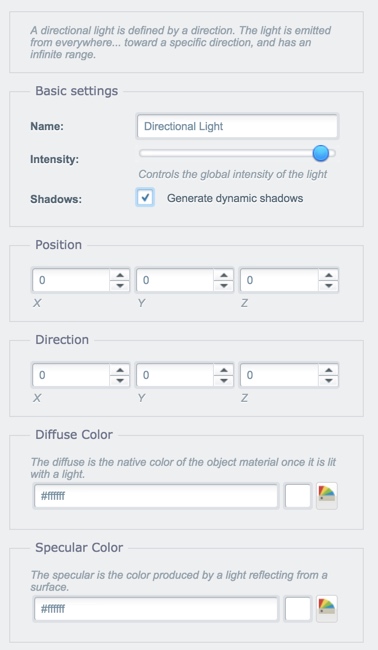 A directional light is defined by a direction. The light is emitted
from everywhere... toward a specific direction, and has an
infinite range.
Basic settings
Name: Directional Light
Intensity:
Controls the global intensity of the light
Shadows: Generate dynamic shadows
Position
0 0 0
X Y Z
Direction
0 0 0
X Y Z
Diffuse Color
The diffuse is the native color of the object material once it is lit
with a light.
#ffffff
Specular Color
The specular is the color produced by a light reflecting from a
surface.
#ffffff